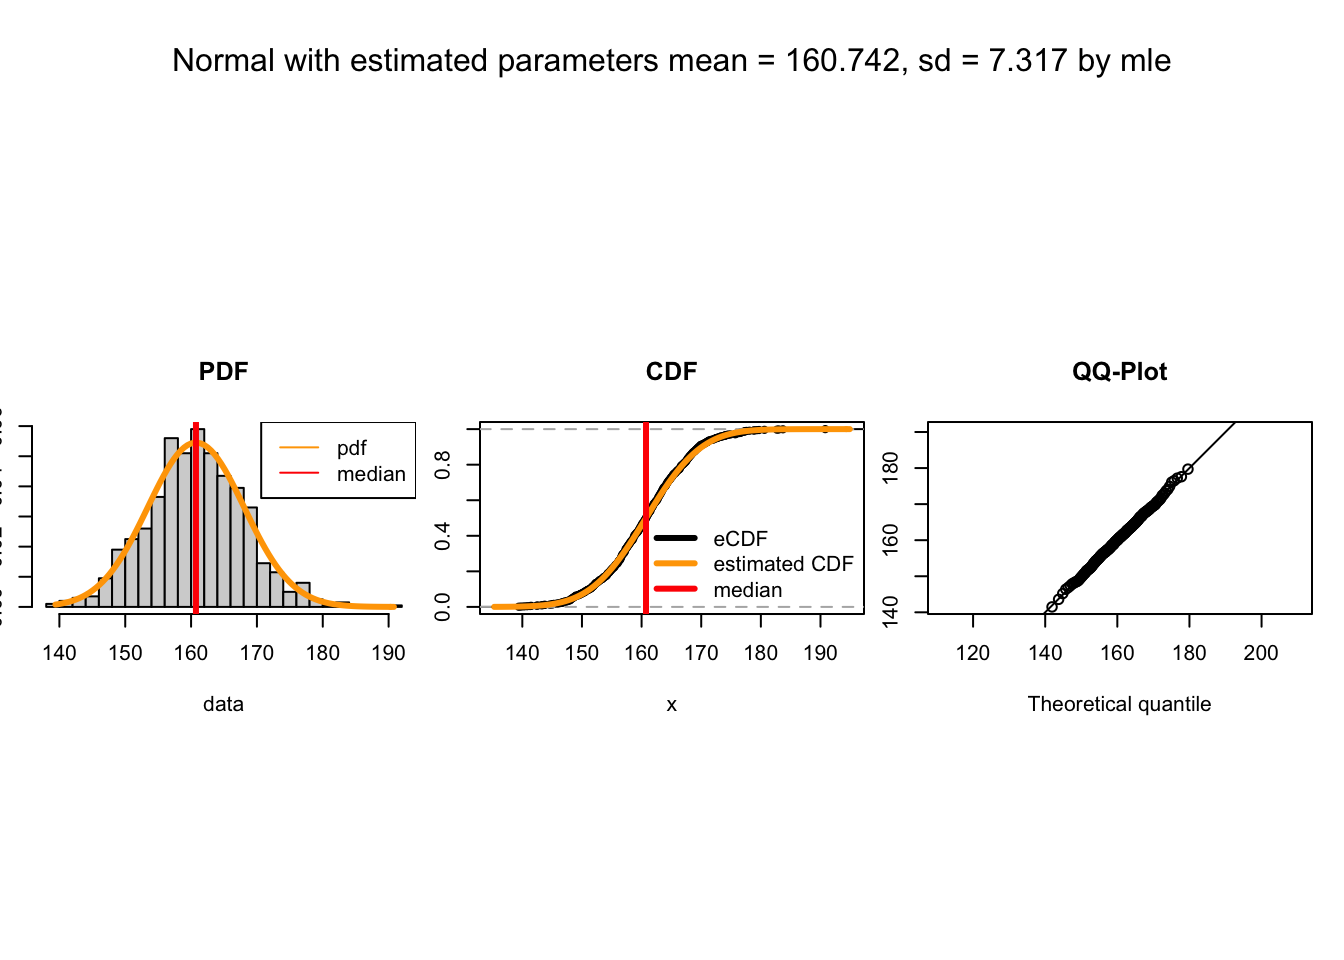 Normal with estimated parameters mean = 160.742, sd = 7.317 by mle
PDF
pdf
median
140 150 160 170 180 190
data
CDF
0.8
0.4
0.0
eCDF
estimated CDF
median
140 150 160 170 180 190
x
QQ-Plot
180
160
140
120 140 160 180 200
Theoretical quantile